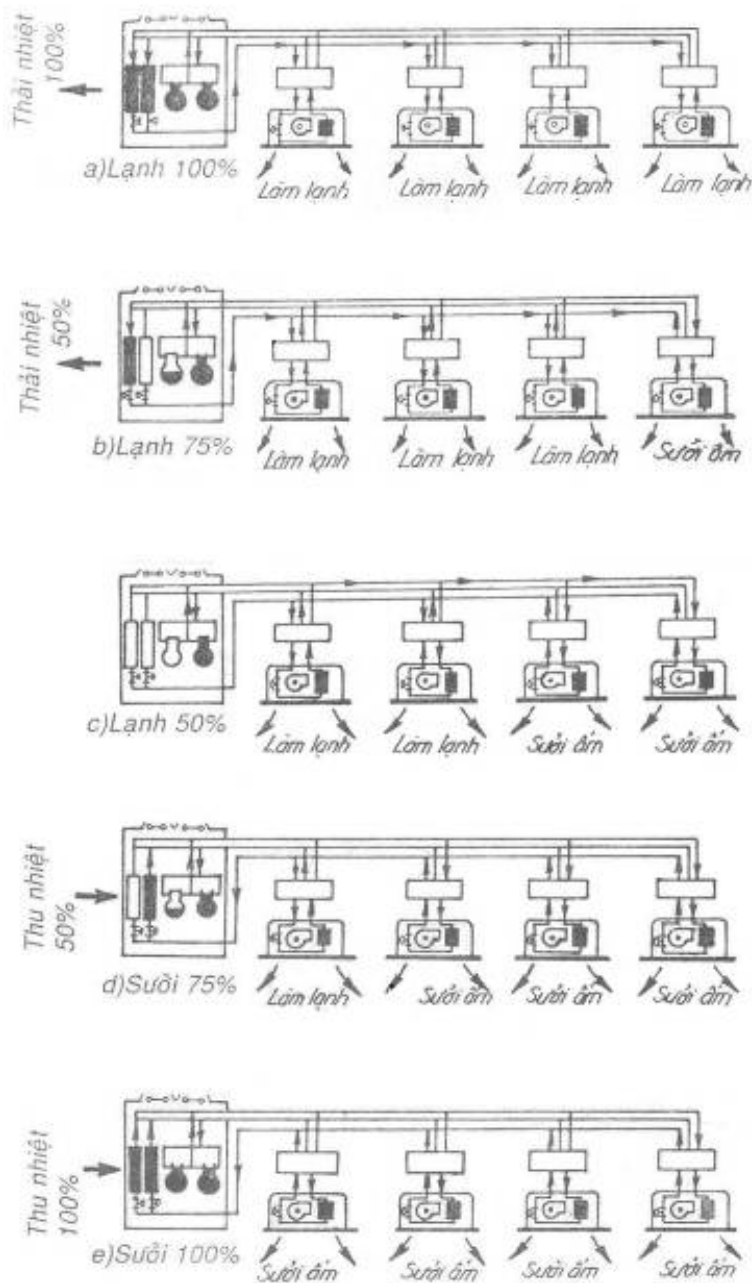 Thải nhiệt
100%
a)Lạnh 100%
Làm lạnh
Làm lạnh
Làm lạnh
Làm lạnh
Thải nhiệt
50%
b)Lạnh 75%
Làm lạnh
Làm lạnh
Làm lạnh
Sưởi ấm
c)Lạnh 50%
Làm lạnh
Làm lạnh
Sưởi ấm
Sưởi ấm
Thu nhiệt
50%
d)Sưởi 75%
Làm lạnh
Sưởi ấm
Sưởi ấm
Sưởi ấm
Thu nhiệt
100%
e)Sưởi 100%
Sưởi ấm
Sưởi ấm
Sưởi ấm
Sưởi ấm